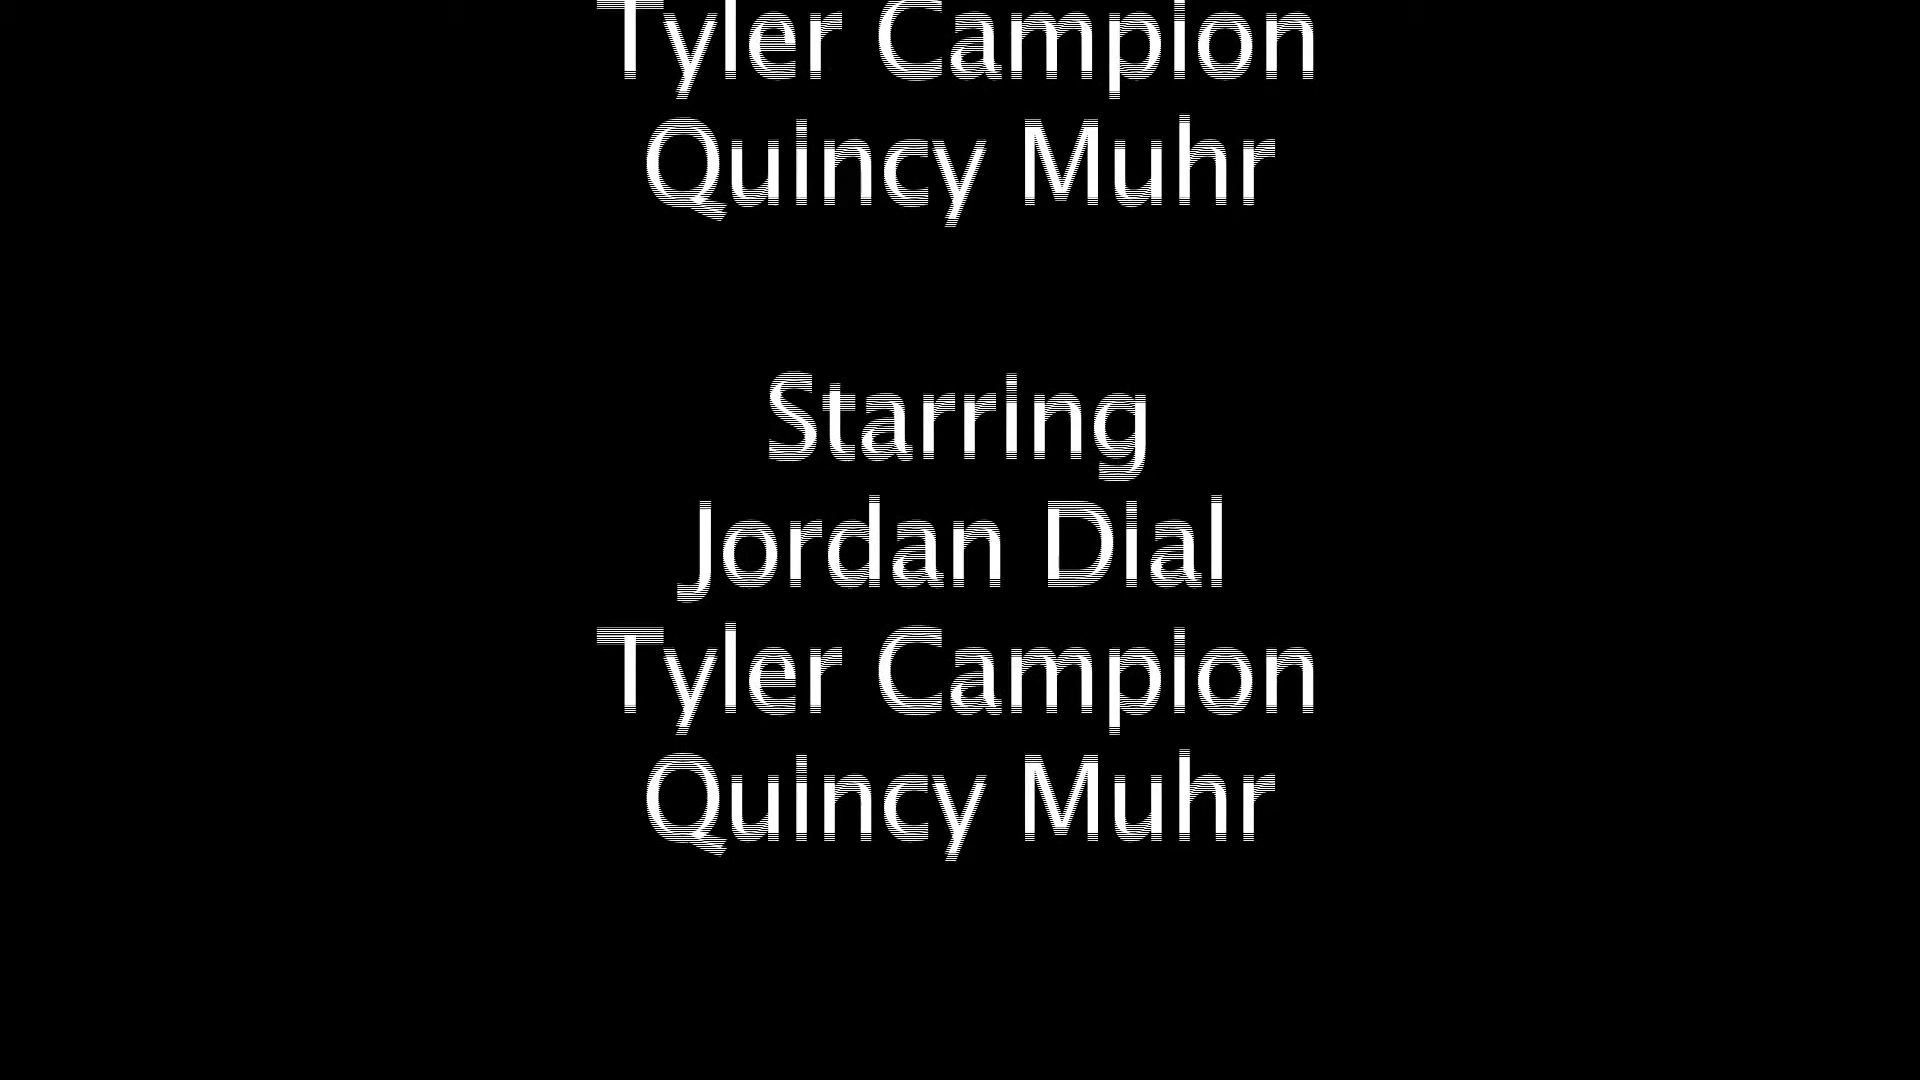 Tyler Campion
Quincy Muhr
Starring
Jordan Dial
Tyler Campion
Quincy Muhr